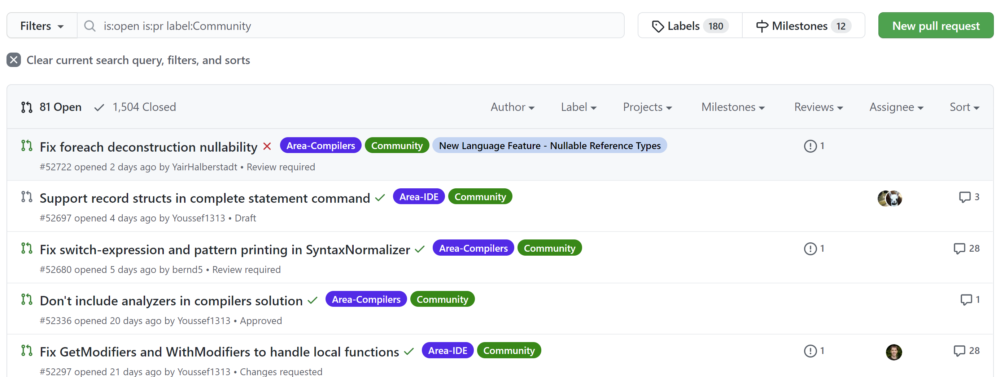 Filters is:open is:pr label:Community Labels 180 Milestones 12 New pull request
Clear current search query, filters, and sorts
81 Open 1,504 Closed Author Label Projects Milestones Reviews Assignee Sort
Fix foreach deconstruction nullability Area-Compilers Community New Language Feature - Nullable Reference Types 1
#52722 opened 2 days ago by YairHalberstadt • Review required
Support record structs in complete statement command Area-IDE Community 3
#52697 opened 4 days ago by Youssef1313 • Draft
Fix switch-expression and pattern printing in SyntaxNormalizer Area-Compilers Community 1 28
#52680 opened 5 days ago by bernd5 • Review required
Don't include analyzers in compilers solution Area-Compilers Community 1
#52336 opened 20 days ago by Youssef1313 • Approved
Fix GetModifiers and WithModifiers to handle local functions Area-IDE Community 1 28
#52297 opened 21 days ago by Youssef1313 • Changes requested